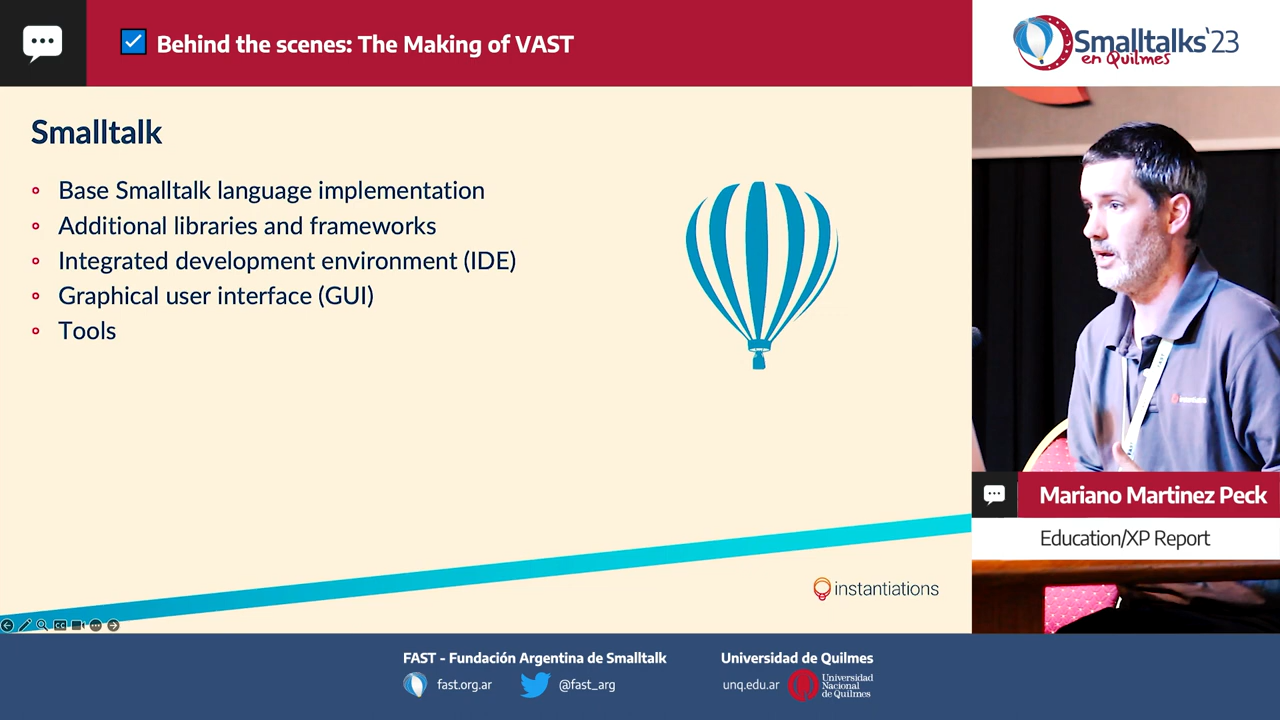 Behind the scenes: The Making of VAST
Smalltalks'23
en Quilmes
Smalltalk
Base Smalltalk language implementation
Additional libraries and frameworks
Integrated development environment (IDE)
Graphical user interface (GUI)
Tools
instantiations
Mariano Martinez Peck
Education/XP Report
CC
FAST - Fundación Argentina de Smalltalk
fast.org.ar
@fast_arg
Universidad de Quilmes
unq.edu.ar
Universidad
Nacional
de Quilmes